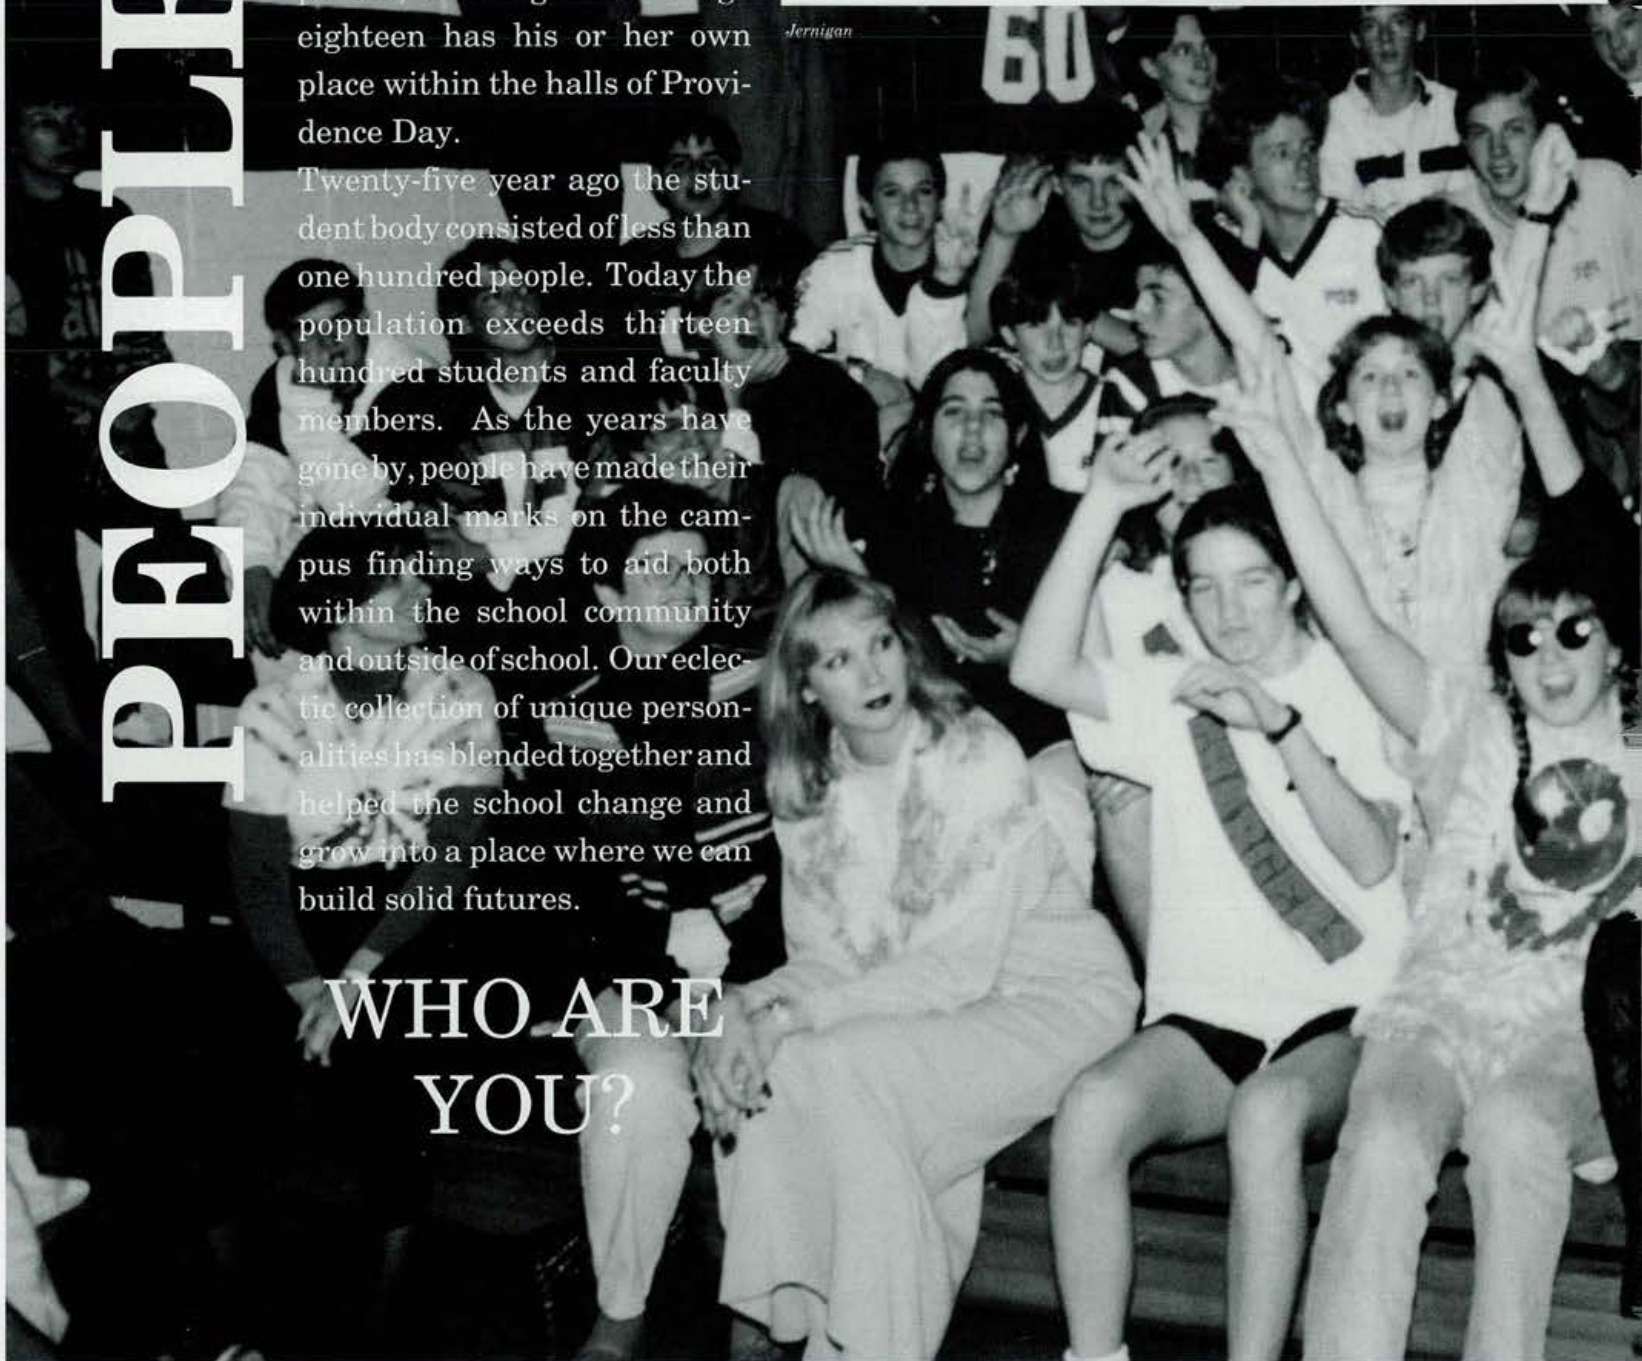 PEOPLE
eighteen has his or her own
place within the halls of Provi-
dence Day.
Twenty-five year ago the stu-
dent body consisted of less than
one hundred people. Today the
population exceeds thirteen
hundred students and faculty
members. As the years have
gone by, people have made their
individual marks on the cam-
pus finding ways to aid both
within the school community
and outside of school. Our eclec-
tic collection of unique person-
alities has blended together and
helped the school change and
grow into a place where we can
build solid futures.
WHO ARE
YOU?
Jernigan
60